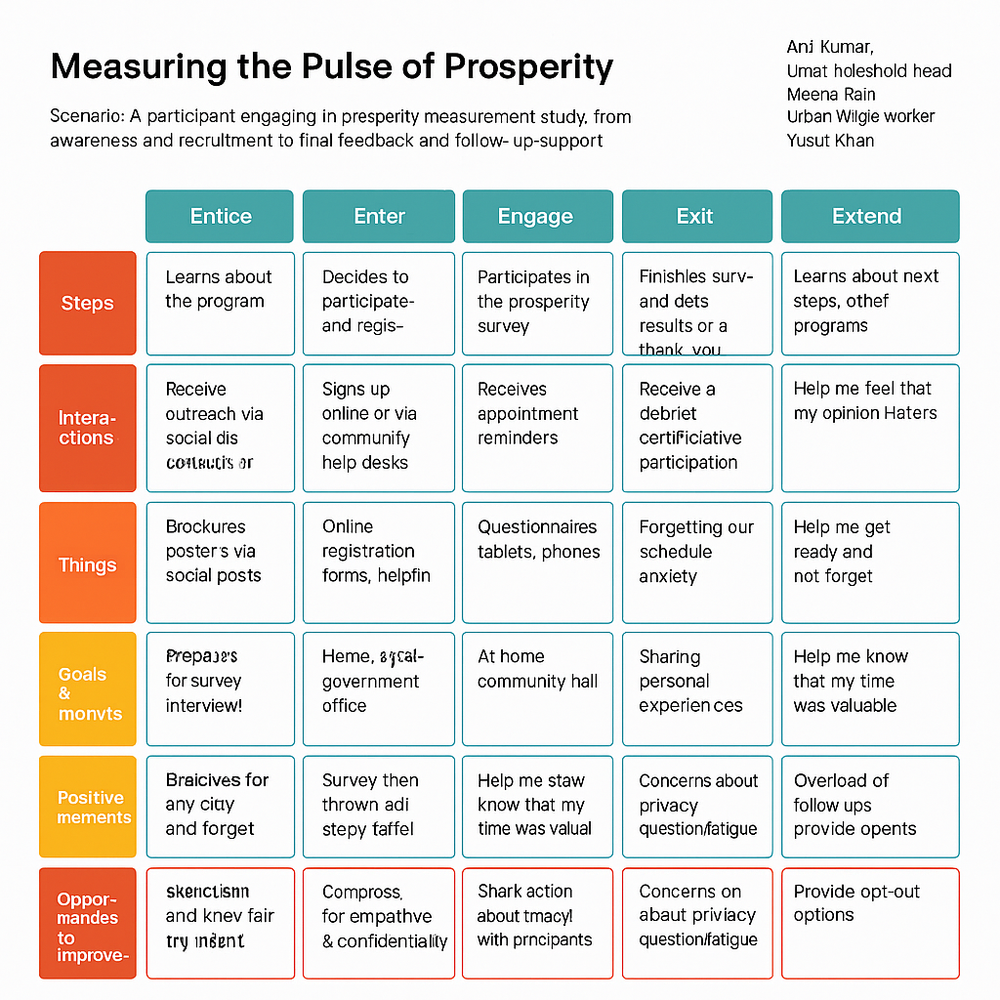 Measuring the Pulse of Prosperity
Scenario: A participant engaging in presperity measurement study, from
awareness and recrutment to final feedback and follow- up-support
Ani Kumar,
Umat holeshold head
Meena Rain
Urban Wilgie worker
Yusut Khan
Entice
Enter
Engage
Exit
Extend
Steps
Learns about
the program
Decides to
participate-
and regis-
Participates in
the prosperity
survey
Finishles surv-
and dets
results or a
thank you
Learns about next
steps, othef
programs
Intera-
ctions
Receive
outreach via
social dis
or
Signs up
online or via
communify
help desks
Receives
appointment
reminders
Receive a
debriet
certificiative
participation
Help me feel that
my opinion Haters
Things
Brockures
posters via
social posts
Online
registration
forms, helpfin
Questionnaires
tablets, phones
Forgetting our
schedule
anxiety
Help me get
ready and
not forget
Goals
&
monvts
for survey
interview!
Heme,
government
office
At home
community hall
Sharing
personal
experien ces
Help me know
that my time
was valuable
Positive
mements
Braicives for
any city
and forget
Survey then
thrown adi
stepy faffel
Help me staw
know that my
time was valual
Concerns about
privacy
question/fatigue
Overload of
follow ups
provide opents
Oppor-
mandes
to
improve-
and knev fair
try
Compross,
for empathve
& confidentiality
Shark action
about tmacy!
with prncipants
Concerns on
abaut priviacy
question/fatigue
Provide opt-out
options